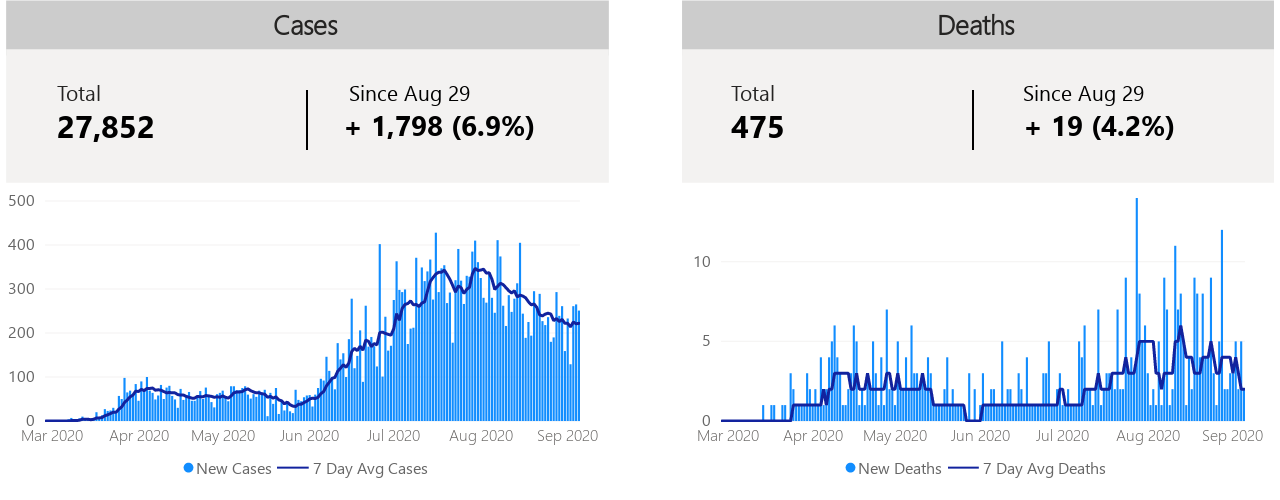 Cases
Total
Since Aug 29
27,852
+ 1,798 (6.9%)
500
400
300
200
100
0
Mar 2020 Apr 2020 May 2020 Jun 2020 Jul 2020 Aug 2020 Sep 2020
New Cases 7 Day Avg Cases
Deaths
Total
Since Aug 29
475
+ 19 (4.2%)
10
5
0
Mar 2020 Apr 2020 May 2020 Jun 2020 Jul 2020 Aug 2020 Sep 2020
New Deaths 7 Day Avg Deaths